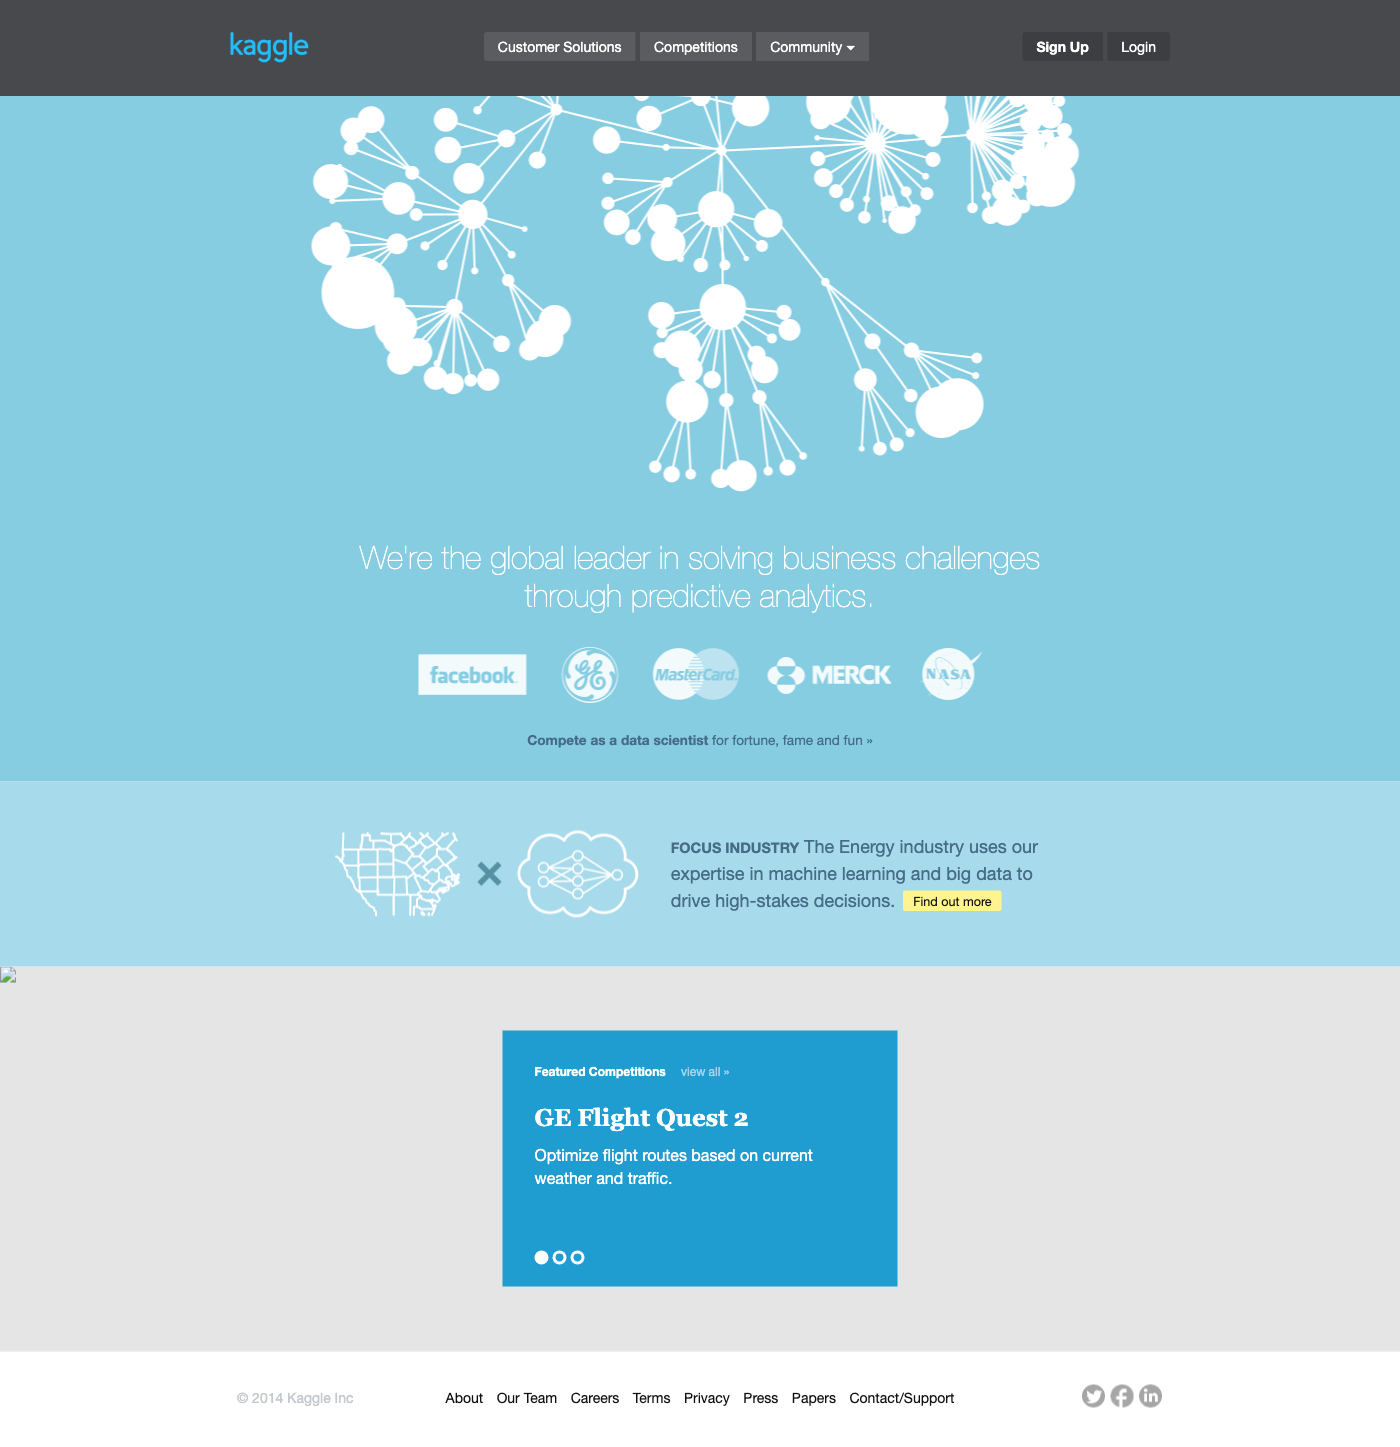 kaggle
Customer Solutions
Competitions
Community
Sign Up
Login
We're the global leader in solving business challenges
through predictive analytics.
facebook
GE
MasterCard
MERCK
NASA
Compete as a data scientist for fortune, fame and fun »
FOCUS INDUSTRY The Energy industry uses our
expertise in machine learning and big data to
drive high-stakes decisions. Find out more
Featured Competitions view all »
GE Flight Quest 2
Optimize flight routes based on current
weather and traffic.
© 2014 Kaggle Inc
About Our Team Careers Terms Privacy Press Papers Contact/Support